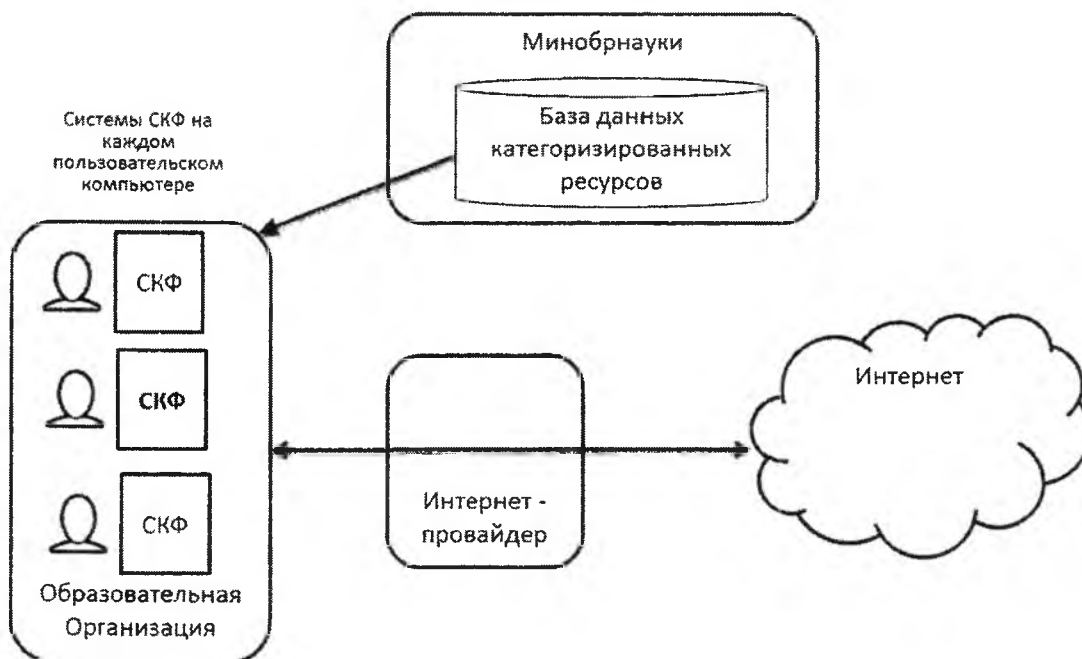 Минобрнауки
База данных
категоризированных
ресурсов
Системы СКФ на
каждом
пользовательском
компьютере
СКФ
СКФ
СКФ
Образовательная
Организация
Интернет -
провайдер
Интернет